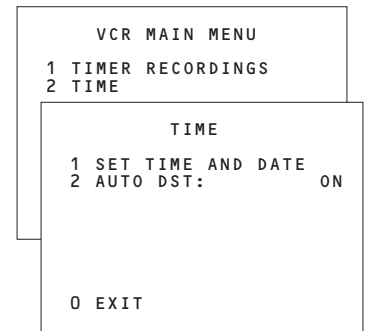 VCR MAIN MENU
1 TIMER RECORDINGS
2 TIME
TIME
1 SET TIME AND DATE
2 AUTO DST: ON
0 EXIT